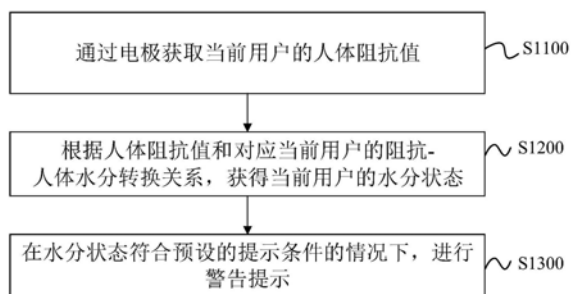 通过电极获取当前用户的人体阻抗值
S1100
根据人体阻抗值和对应当前用户的阻抗-
人体水分转换关系，获得当前用户的水分状态
S1200
在水分状态符合预设的提示条件的情况下，进行
警告提示
S1300